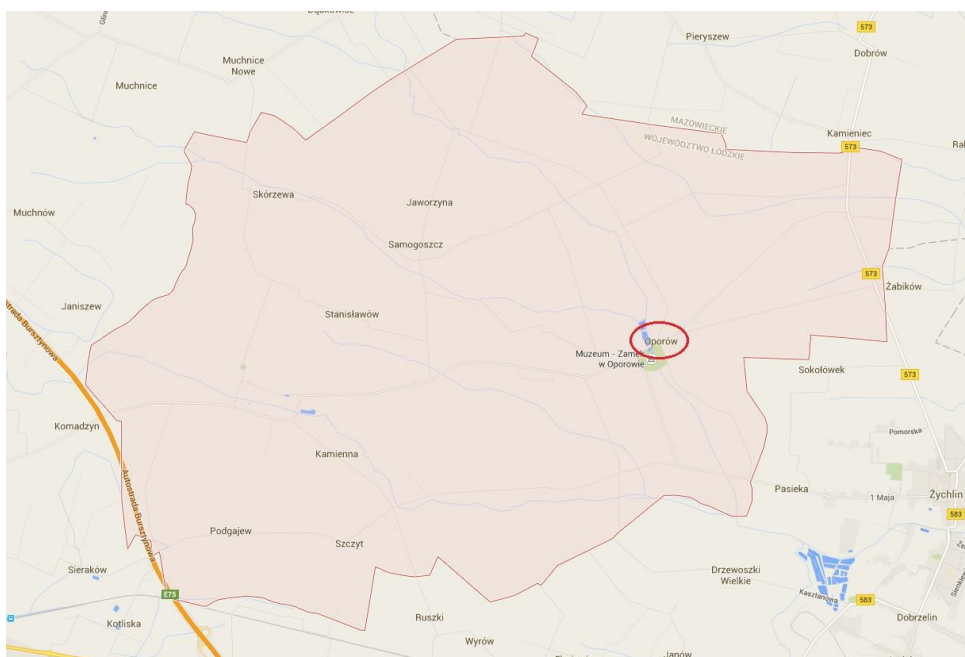 573
Pieryszew
Dobrów
Muchnice
Nowe
Muchnice
MAZOWIECKIE
WOJEWÓDZTWO ŁÓDZKIE
Kamieniec
573
Skórzewa
Jaworzyna
Muchnów
Samogoszcz
573
Żabików
Janiszew
Stanisławów
Oporów
Muzeum - Zamek
w Oporowie
Sokołówek
573
Komadzyn
Pomorska
Kamienna
Pasieka
1 Maja
Żychlin
583
Autostrada Bursztynowa
Podgajew
Szczyt
Sieraków
Drzewoszki
Wielkie
E75
Kasztanowa
583
Kotliska
Ruszki
Dobrzelin
Wyrów